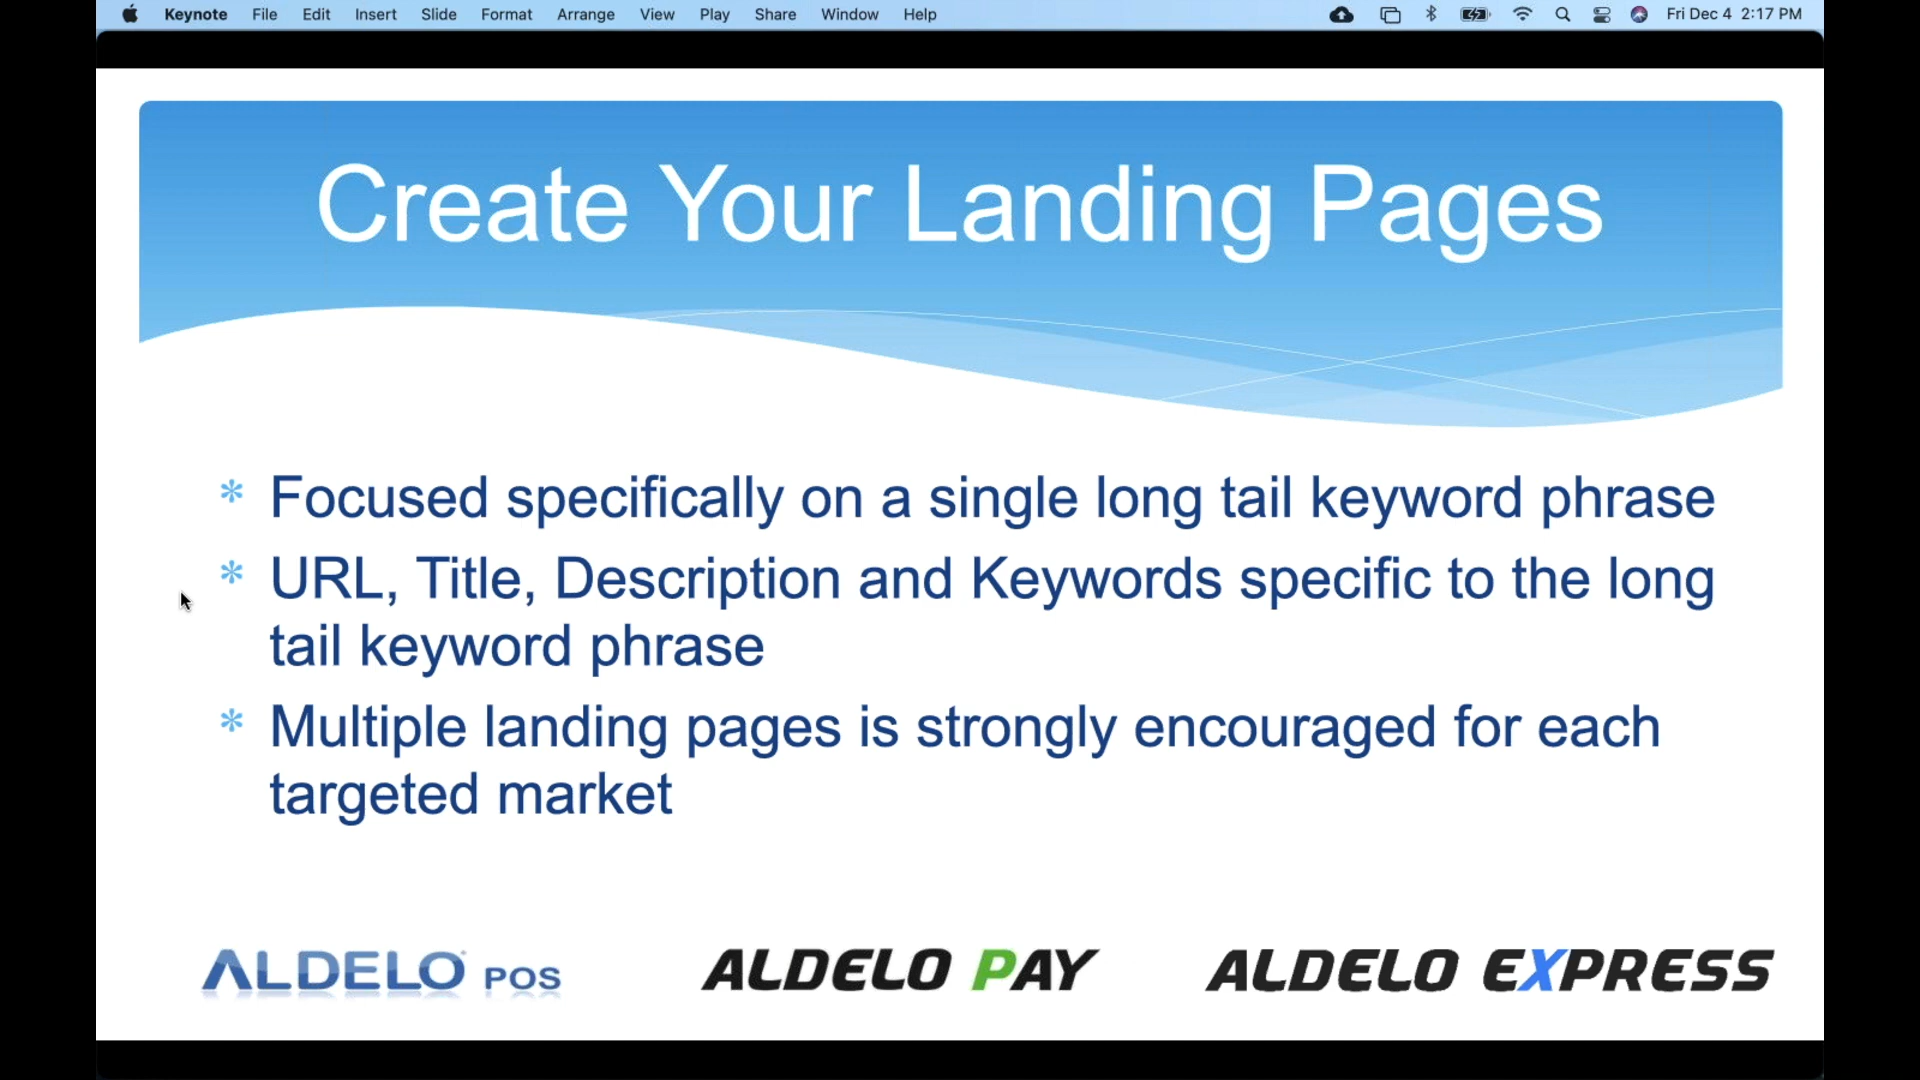 Keynote File Edit Insert Slide Format Arrange View Play Share Window Help Fri Dec 4 2:17 PM
Create Your Landing Pages
* Focused specifically on a single long tail keyword phrase
* URL, Title, Description and Keywords specific to the long
tail keyword phrase
* Multiple landing pages is strongly encouraged for each
targeted market
ALDELO POS ALDELO PAY ALDELO EXPRESS